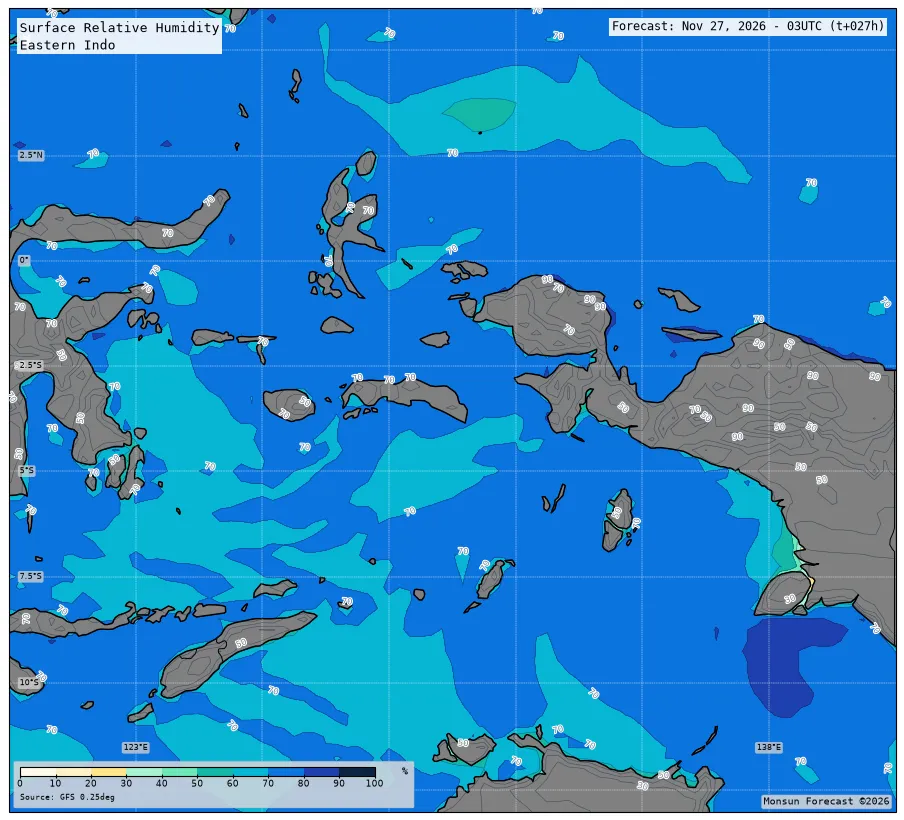 Surface Relative Humidity
Eastern Indo
Forecast: Nov 27, 2026 - 03UTC (t+027h)
2.5°N
0°
2.5°S
5°S
7.5°S
10°S
123°E
138°E
0 10 20 30 40 50 60 70 80 90 100 %
Source: GFS 0.25deg
Monsun Forecast ©2026